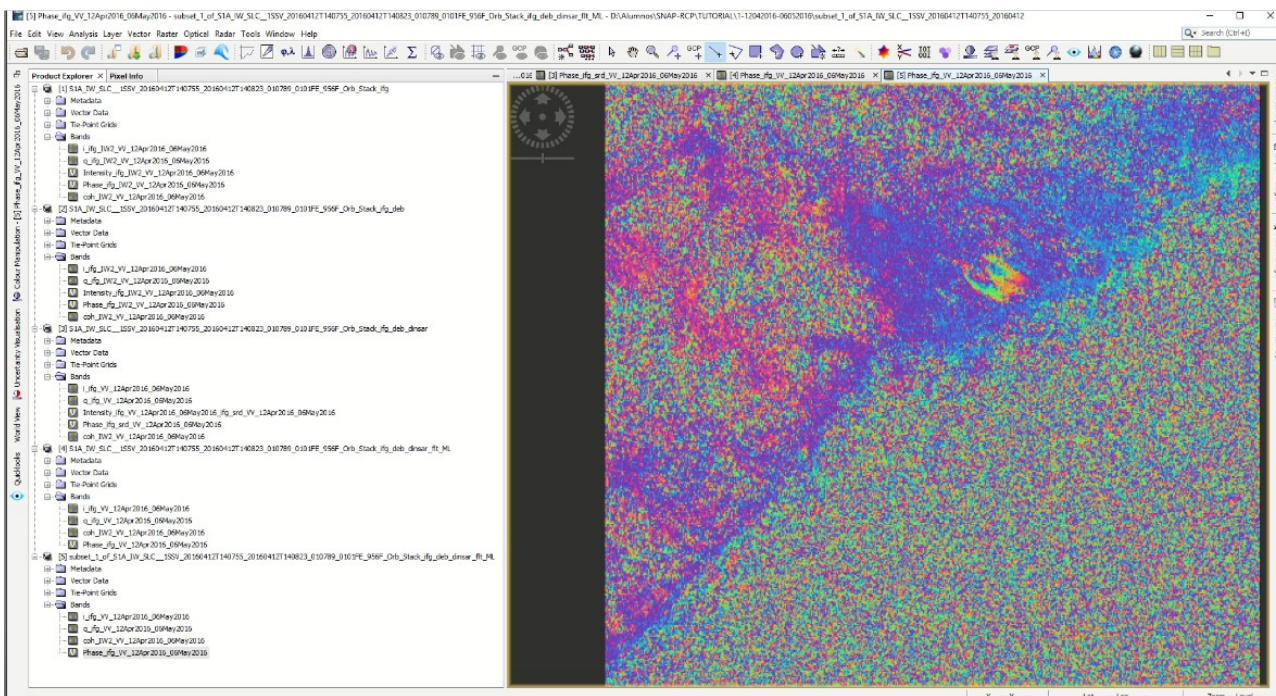 [5] Phase_ifg_VV_12Apr2016_06May2016 - subset_1_of_S1A_IW_SLC__1SSV_20160412T140755_20160412T140823_010789_0101FE_956F_Orb_Stack_ifg_deb_dinsar_flt_ML - D:\Alumnos\SNAP-RCP\TUTORIAL\1-12042016-06052016\subset_1_of_S1A_IW_SLC__1SSV_20160412T140755_20160412
File Edit View Analysis Layer Vector Raster Optical Radar Tools Window Help
Search (Ctrl+I)
Product Explorer × Pixel Info
[3] Phase_ifg_srd_VV_12Apr2016_06May2016 × [4] Phase_ifg_VV_12Apr2016_06May2016 × [5] Phase_ifg_VV_12Apr2016_06May2016 ×
[1] S1A_IW_SLC__1SSV_20160412T140755_20160412T140823_010789_0101FE_956F_Orb_Stack_ifg
Metadata
Vector Data
Tie-Point Grids
Bands
i_ifg_IW2_VV_12Apr2016_06May2016
q_ifg_IW2_VV_12Apr2016_06May2016
Intensity_ifg_IW2_VV_12Apr2016_06May2016
Phase_ifg_IW2_VV_12Apr2016_06May2016
coh_IW2_VV_12Apr2016_06May2016
[2] S1A_IW_SLC__1SSV_20160412T140755_20160412T140823_010789_0101FE_956F_Orb_Stack_ifg_deb
Metadata
Vector Data
Tie-Point Grids
Bands
i_ifg_IW2_VV_12Apr2016_06May2016
q_ifg_IW2_VV_12Apr2016_06May2016
Intensity_ifg_IW2_VV_12Apr2016_06May2016
Phase_ifg_IW2_VV_12Apr2016_06May2016
coh_IW2_VV_12Apr2016_06May2016
[3] S1A_IW_SLC__1SSV_20160412T140755_20160412T140823_010789_0101FE_956F_Orb_Stack_ifg_deb_dinsar
Metadata
Vector Data
Tie-Point Grids
Bands
i_ifg_VV_12Apr2016_06May2016
q_ifg_VV_12Apr2016_06May2016
Intensity_ifg_VV_12Apr2016_06May2016_ifg_srd_VV_12Apr2016_06May2016
Phase_ifg_srd_VV_12Apr2016_06May2016
coh_IW2_VV_12Apr2016_06May2016
[4] S1A_IW_SLC__1SSV_20160412T140755_20160412T140823_010789_0101FE_956F_Orb_Stack_ifg_deb_dinsar_flt_ML
Metadata
Vector Data
Tie-Point Grids
Bands
i_ifg_VV_12Apr2016_06May2016
q_ifg_VV_12Apr2016_06May2016
coh_IW2_VV_12Apr2016_06May2016
Phase_ifg_VV_12Apr2016_06May2016
[5] subset_1_of_S1A_IW_SLC__1SSV_20160412T140755_20160412T140823_010789_0101FE_956F_Orb_Stack_ifg_deb_dinsar_flt_ML
Metadata
Vector Data
Tie-Point Grids
Bands
i_ifg_VV_12Apr2016_06May2016
q_ifg_VV_12Apr2016_06May2016
coh_IW2_VV_12Apr2016_06May2016
Phase_ifg_VV_12Apr2016_06May2016
Colour Manipulation - [5] Phase_ifg_VV_12Apr2016_06May2016
Uncertainty Visualisation
World View
Quicklooks